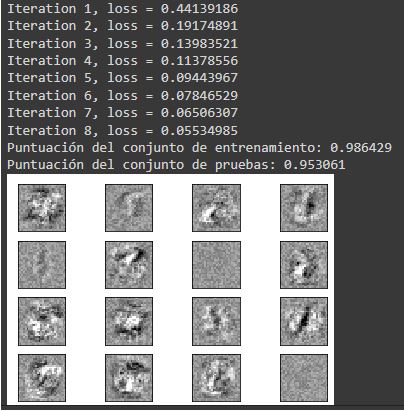 Iteration 1, loss = 0.44139186
Iteration 2, loss = 0.19174891
Iteration 3, loss = 0.13983521
Iteration 4, loss = 0.11378556
Iteration 5, loss = 0.09443967
Iteration 6, loss = 0.07846529
Iteration 7, loss = 0.06506307
Iteration 8, loss = 0.05534985
Puntuación del conjunto de entrenamiento: 0.986429
Puntuación del conjunto de pruebas: 0.953061